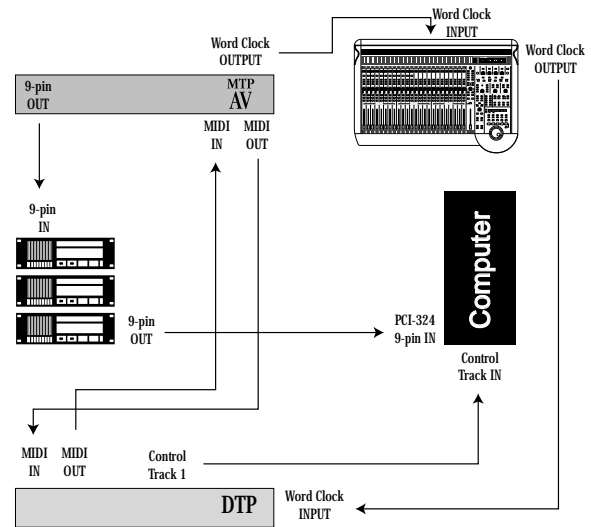 Word Clock
INPUT
Word Clock
OUTPUT
Word Clock
OUTPUT
9-pin
OUT
MTP
AV
MIDI
IN
MIDI
OUT
9-pin
IN
Computer
9-pin
OUT
PCI-324
9-pin IN
Control
Track IN
MIDI
IN
MIDI
OUT
Control
Track 1
DTP
Word Clock
INPUT